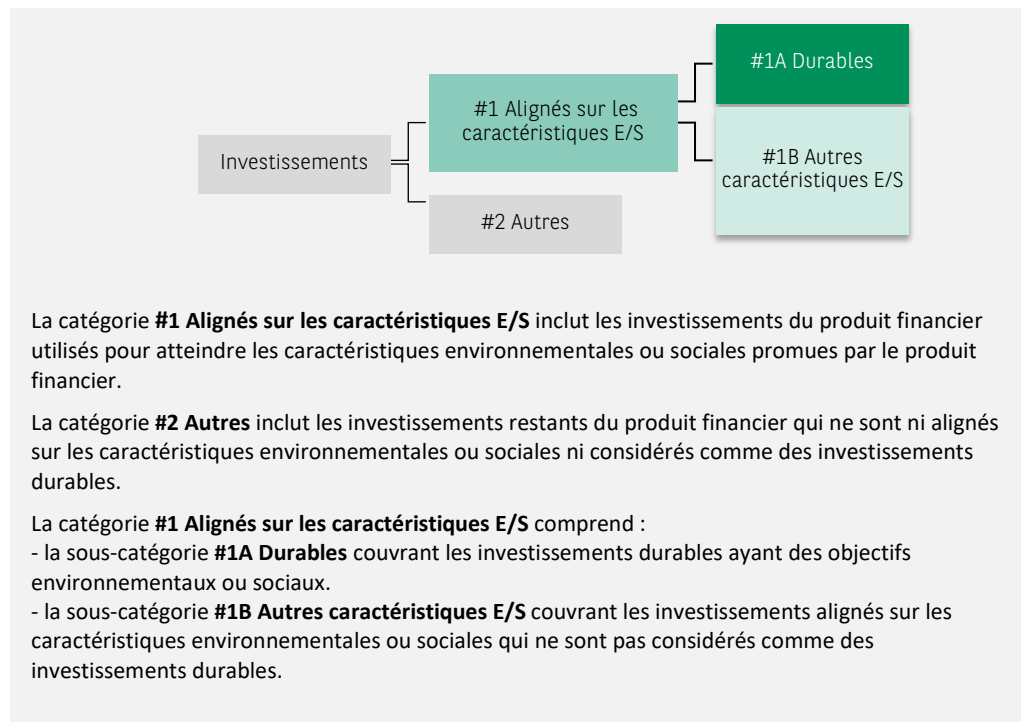 #1A Durables
#1 Alignés sur les
caractéristiques E/S
Investissements
#1B Autres
caractéristiques E/S
#2 Autres
La catégorie #1 Alignés sur les caractéristiques E/S inclut les investissements du produit financier
utilisés pour atteindre les caractéristiques environnementales ou sociales promues par le produit
financier.
La catégorie #2 Autres inclut les investissements restants du produit financier qui ne sont ni alignés
sur les caractéristiques environnementales ou sociales ni considérés comme des investissements
durables.
La catégorie #1 Alignés sur les caractéristiques E/S comprend :
- la sous-catégorie #1A Durables couvrant les investissements durables ayant des objectifs
environnementaux ou sociaux.
- la sous-catégorie #1B Autres caractéristiques E/S couvrant les investissements alignés sur les
caractéristiques environnementales ou sociales qui ne sont pas considérés comme des
investissements durables.